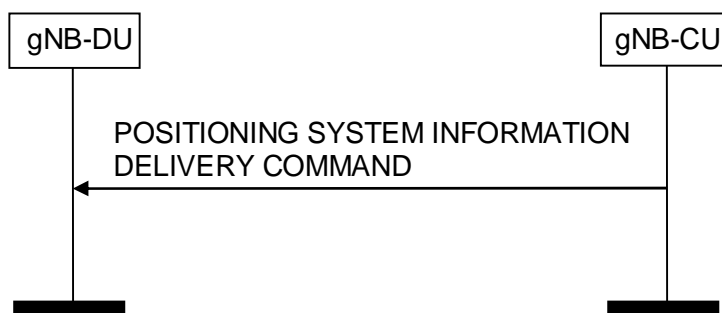 gNB-DU
gNB-CU
POSITIONING SYSTEM INFORMATION
DELIVERY COMMAND